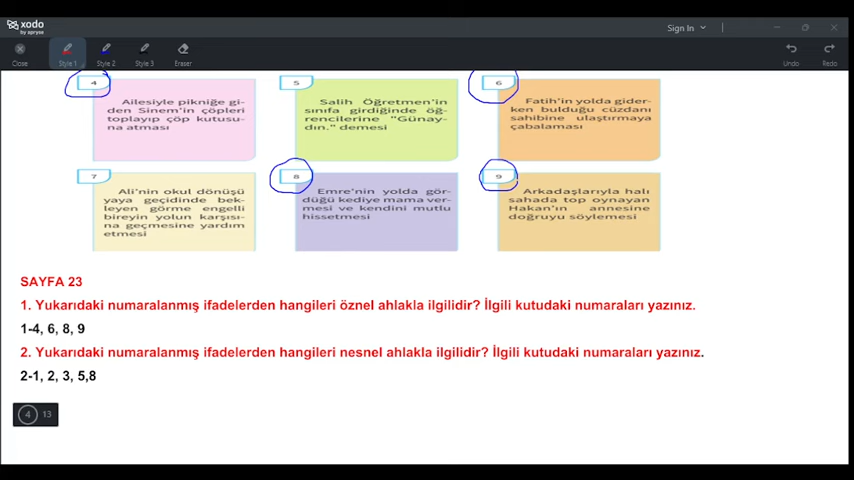 xodo
by apryse
Sign In
Close
Style 1
Style 2
Style 3
Eraser
Undo
Redo
4
Ailesiyle pikniğe gi-
den Sinem'in çöpleri
toplayıp çöp kutusu-
na atması
5
Salih Öğretmen'in
sınıfa girdiğinde öğ-
rencilerine "Günay-
dın." demesi
6
Fatih'in yolda gider-
ken bulduğu cüzdanı
sahibine ulaştırmaya
çabalaması
7
Ali'nin okul dönüşü
yaya geçidinde bek-
leyen görme engelli
bireyin yolun karşısı-
na geçmesine yardım
etmesi
8
Emre'nin yolda gör-
düğü kediye mama ver-
mesi ve kendini mutlu
hissetmesi
9
Arkadaşlarıyla halı
sahada top oynayan
Hakan'ın annesine
doğruyu söylemesi
SAYFA 23
1. Yukarıdaki numaralanmış ifadelerden hangileri öznel ahlakla ilgilidir? İlgili kutudaki numaraları yazınız.
1-4, 6, 8, 9
2. Yukarıdaki numaralanmış ifadelerden hangileri nesnel ahlakla ilgilidir? İlgili kutudaki numaraları yazınız.
2-1, 2, 3, 5,8
4 13